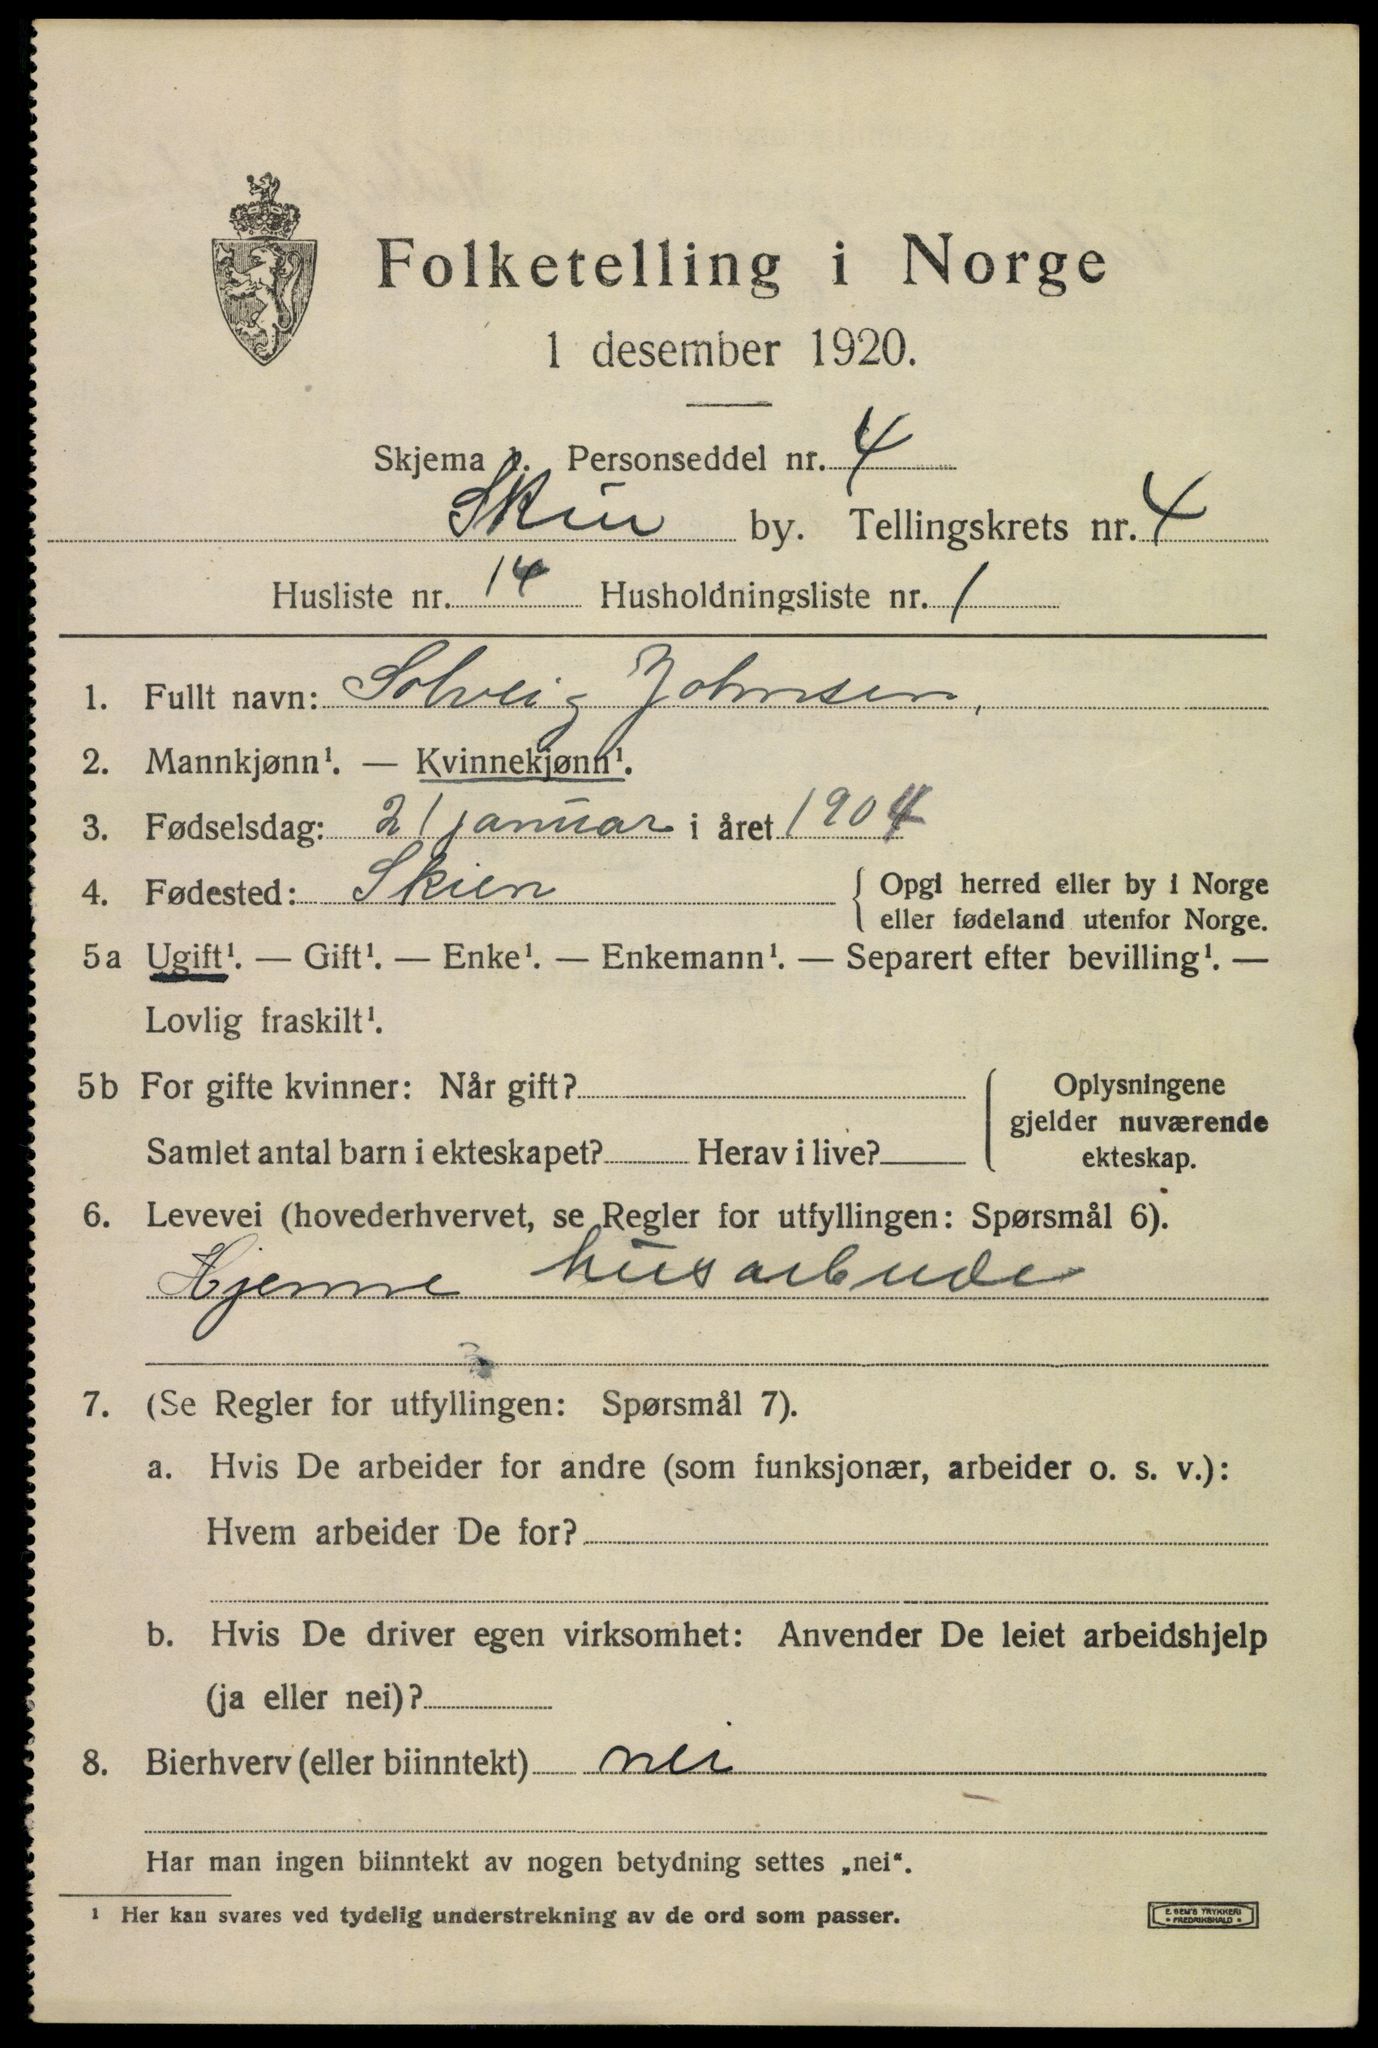 Folketelling i Norge
1 desember 1920.
Skjema . Personseddel nr. 4
Skien by. Tellingskrets nr. 4
Husliste nr. 14 Husholdningsliste nr. 1
1. Fullt navn: Solveig Johnsen,
2. Mannkjønn¹. — Kvinnekjønn¹.
3. Fødselsdag: 21 januar i året 1904
4. Fødested: Skien { Opgi herred eller by i Norge
eller fødeland utenfor Norge.
5a Ugift¹. — Gift¹. — Enke¹. — Enkemann¹. — Separert efter bevilling¹. —
Lovlig fraskilt¹.
5b For gifte kvinner: Når gift? { Oplysningene
gjelder nuværende
Samlet antal barn i ekteskapet? Herav i live? ekteskap.
6. Levevei (hovederhvervet, se Regler for utfyllingen: Spørsmål 6).
Hjemme husarbeide
7. (Se Regler for utfyllingen: Spørsmål 7).
a. Hvis De arbeider for andre (som funksjonær, arbeider o. s. v.):
Hvem arbeider De for?
b. Hvis De driver egen virksomhet: Anvender De leiet arbeidshjelp
(ja eller nei)?
8. Bierhverv (eller biinntekt) nei
Har man ingen biinntekt av nogen betydning settes „nei“.
¹ Her kan svares ved tydelig understrekning av de ord som passer.
E. SEM'S TRYKKERI
• FREDRIKSHALD •